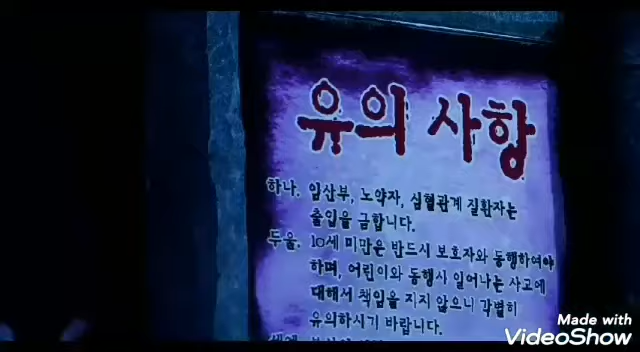 유의 사항
하나. 임산부, 노약자, 심혈관계 질환자는
출입을 금합니다.
두울. 10세 미만은 반드시 보호자와 동행하여야
하며, 어린이와 동행시 일어나는 사고에
대해서 책임을 지지 않으니 각별히
유의하시기 바랍니다.
Made with
VideoShow